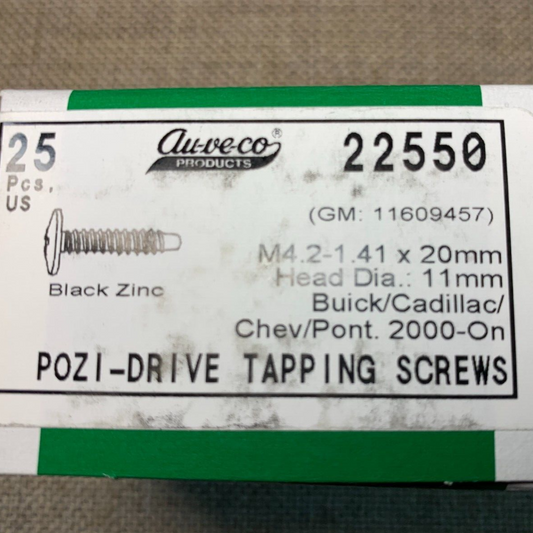 25
Pcs,
US
Au-ve-co®
PRODUCTS
22550
(GM: 11609457)
M4.2-1.41 x 20mm
Head Dia.: 11mm
Buick/Cadillac/
Chev/Pont. 2000-On
Black Zinc
POZI-DRIVE TAPPING SCREWS